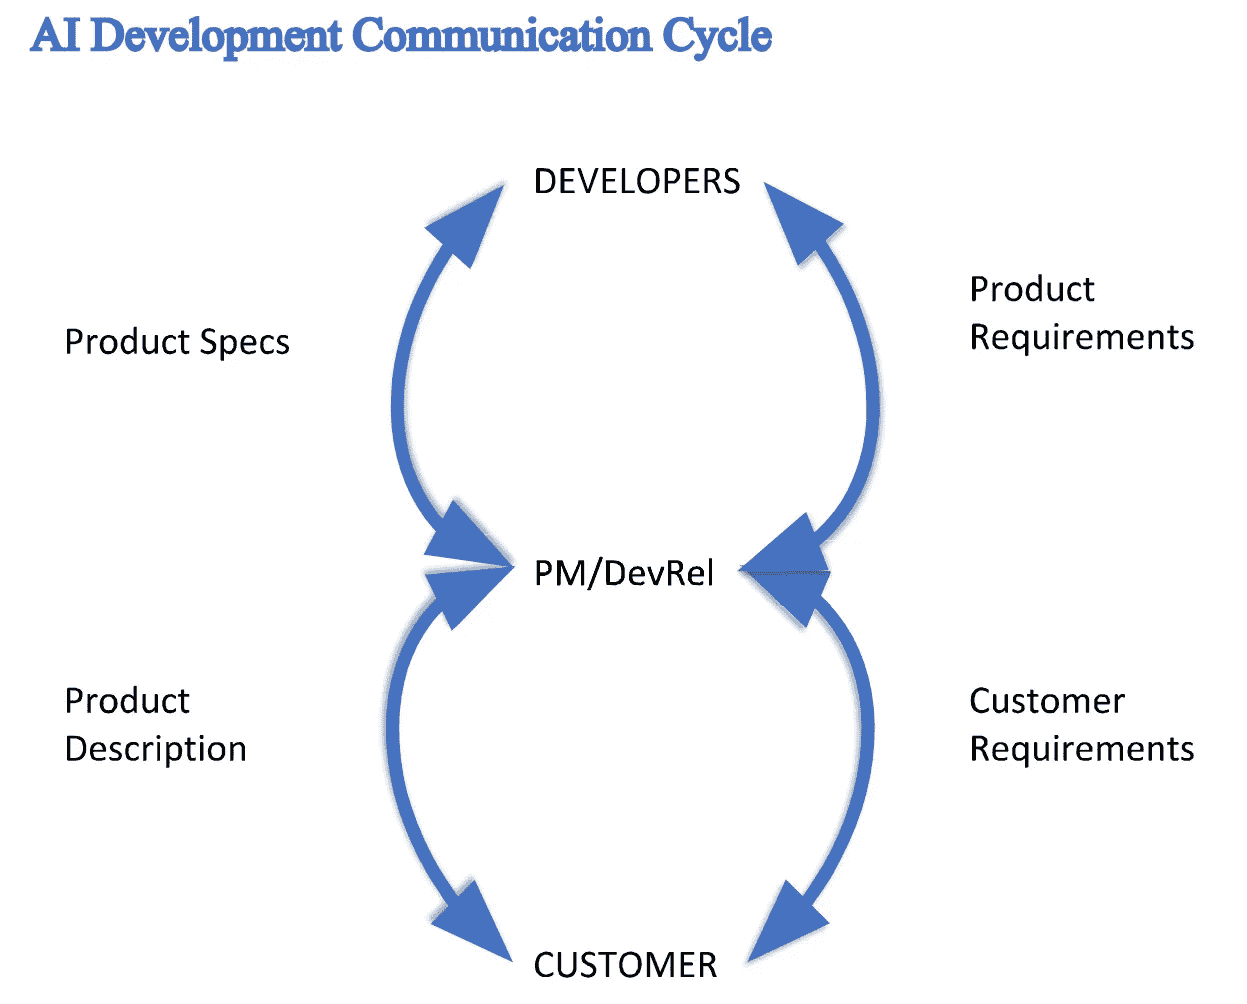 AI Development Communication Cycle
DEVELOPERS
Product
Requirements
Product Specs
PM/DevRel
Product
Description
Customer
Requirements
CUSTOMER